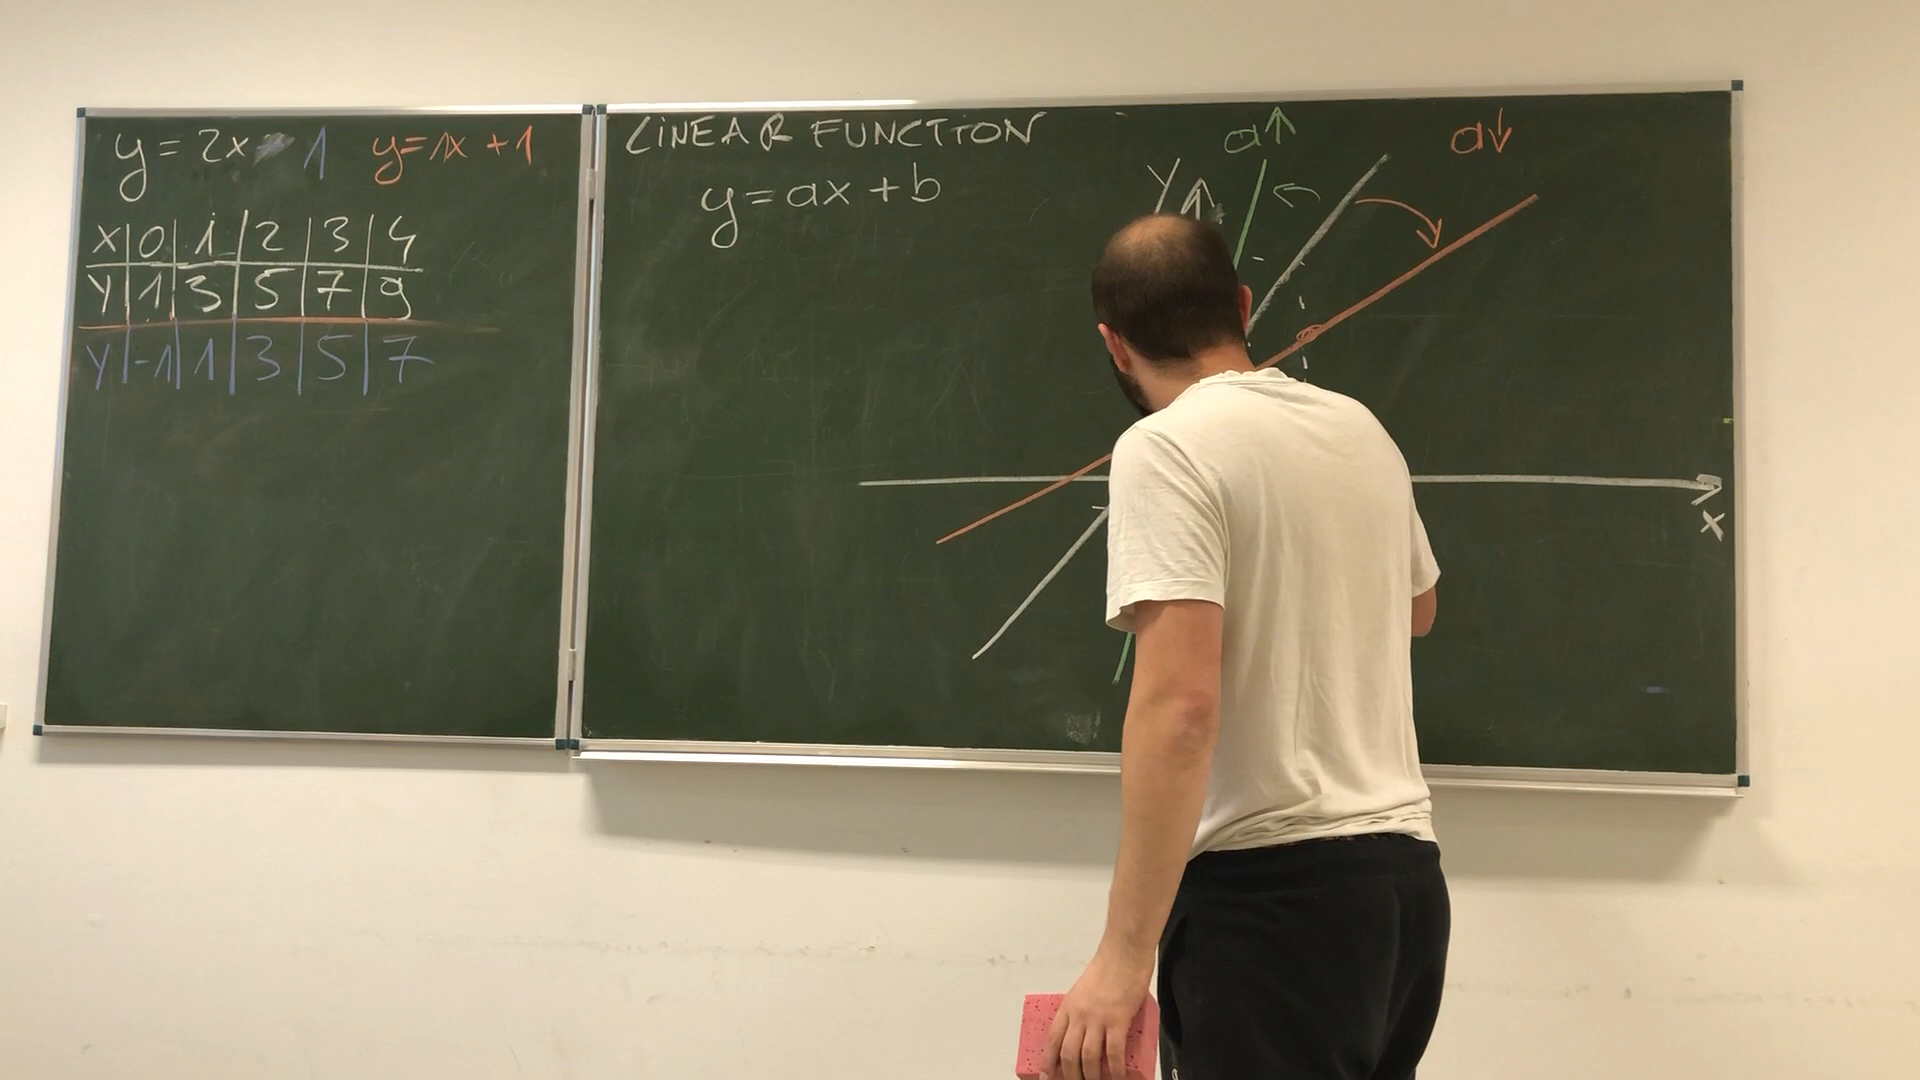 y = 2x - 1 y = 1x + 1
x 0 1 2 3 4
y 1 3 5 7 9
y -1 1 3 5 7
LINEAR FUNCTION
y = ax + b
a↑
a↓
y
x